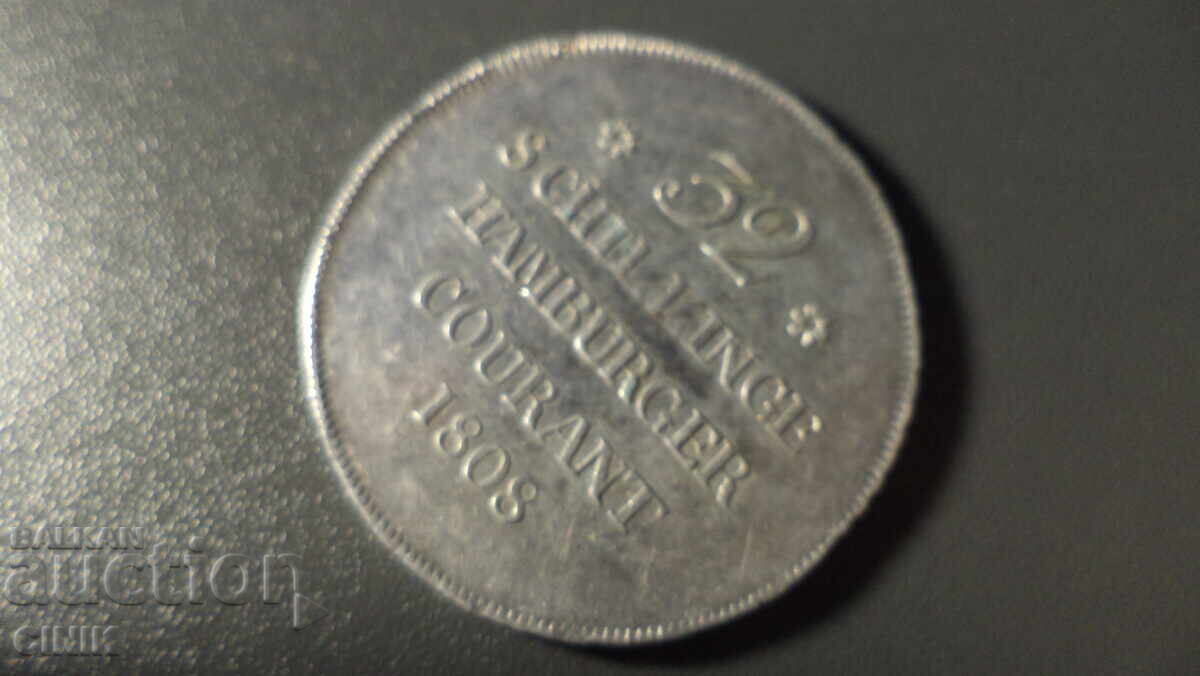 * 32 *
SCHILLINGE
HAMBURGER
COURANT
1808
BALKAN
auction
CINIK